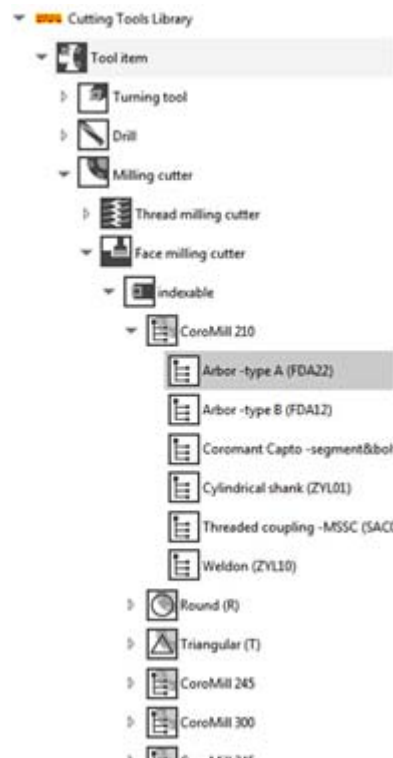 Cutting Tools Library
Tool item
Turning tool
Drill
Milling cutter
Thread milling cutter
Face milling cutter
indexable
CoroMill 210
Arbor -type A (FDA22)
Arbor -type B (FDA12)
Coromant Capto -segment&bol
Cylindrical shank (ZYL01)
Threaded coupling -MSSC (SAC
Weldon (ZYL10)
Round (R)
Triangular (T)
CoroMill 245
CoroMill 300